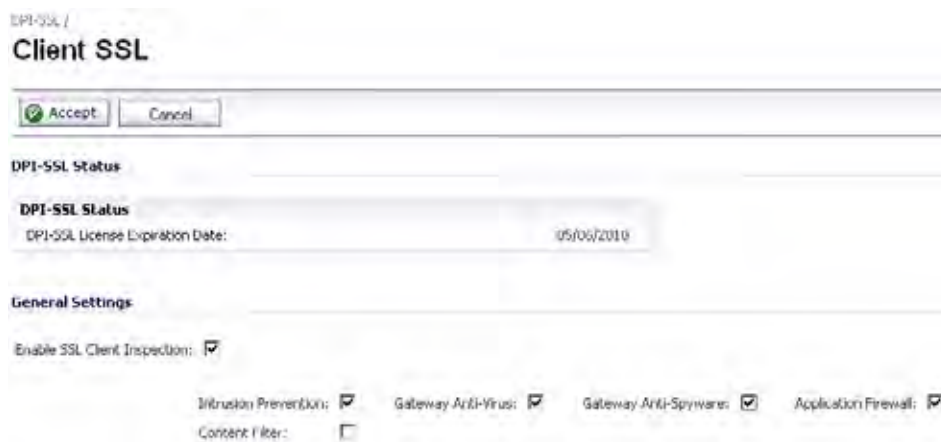 DPI-SSL /
Client SSL
Accept Cancel
DPI-SSL Status
DPI-SSL Status
DPI-SSL License Expiration Date: 05/06/2010
General Settings
Enable SSL Client Inspection:
Intrusion Prevention: Gateway Anti-Virus: Gateway Anti-Spyware: Application Firewall:
Content Filter: